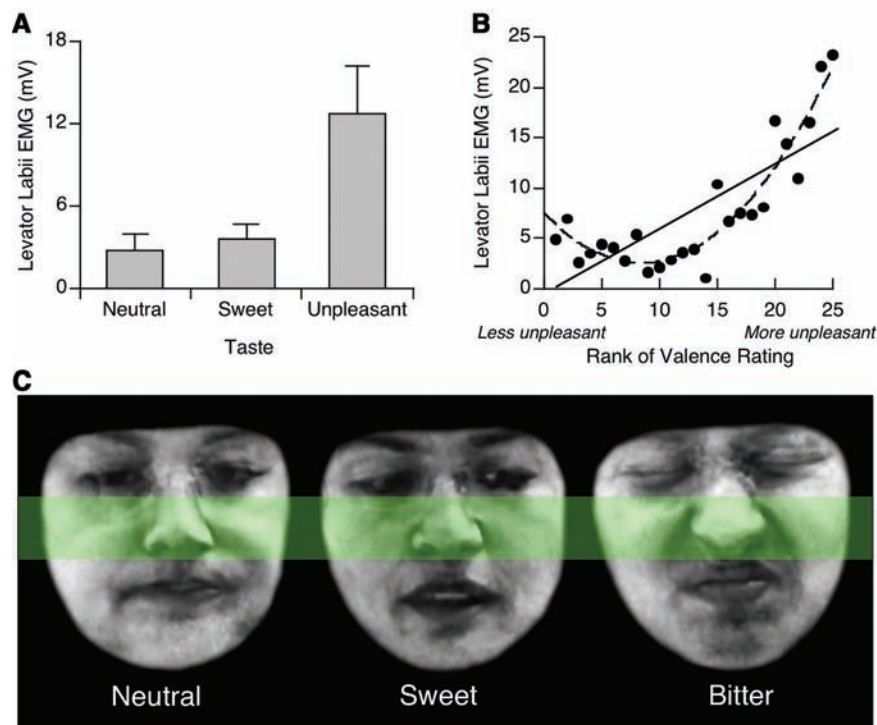 A
Levator Labii EMG (mV)
18
12
6
0
Neutral
Sweet
Unpleasant
Taste
B
Levator Labii EMG (mV)
25
20
15
10
5
0
0
5
10
15
20
25
Less unpleasant
More unpleasant
Rank of Valence Rating
C
Neutral
Sweet
Bitter